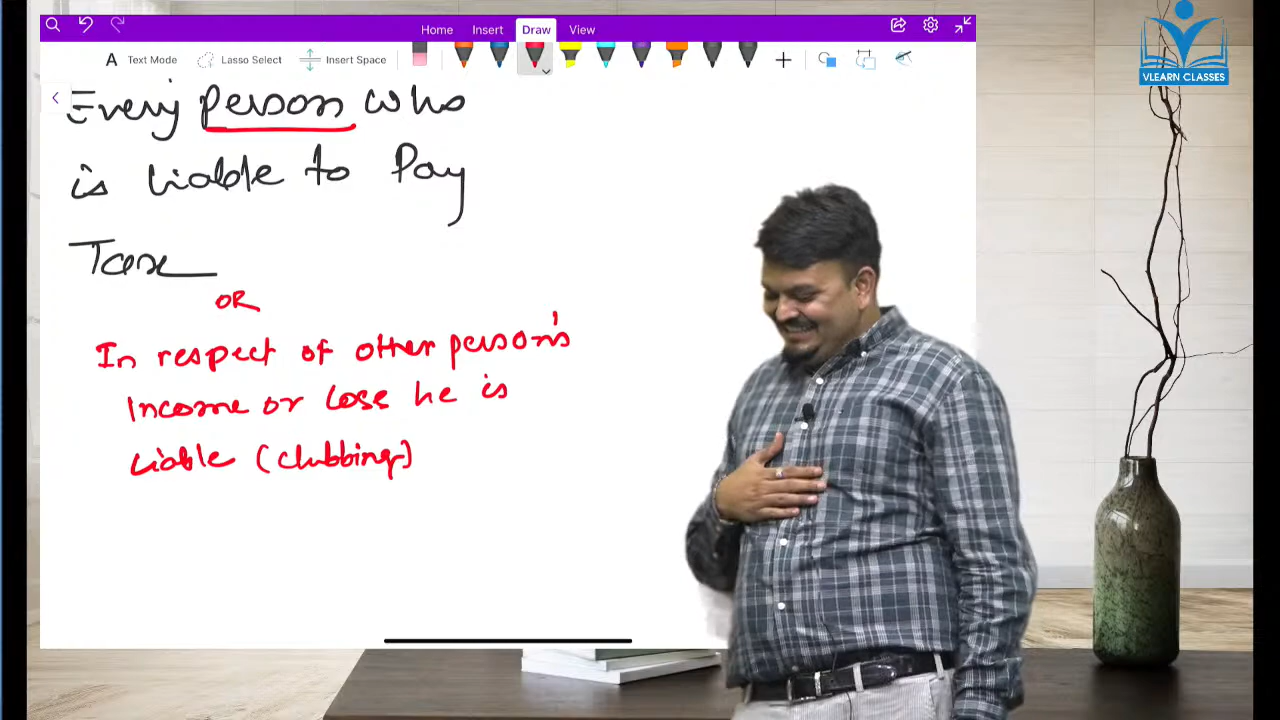 Home Insert Draw View
VLEARN CLASSES
A Text Mode Lasso Select Insert Space
Every person who
is liable to Pay
Tax
OR
In respect of other person's
Income or loss he is
liable (clubbing)